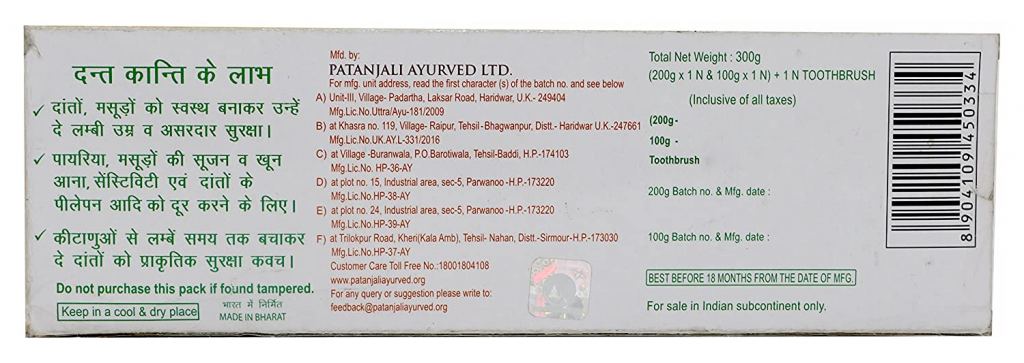 दन्त कान्ति के लाभ
✓ दांतों, मसूड़ों को स्वस्थ बनाकर उन्हें
दे लम्बी उम्र व असरदार सुरक्षा।
✓ पायरिया, मसूड़ों की सूजन व खून
आना, सेंस्टिविटी एवं दांतों के
पीलेपन आदि को दूर करने के लिए।
✓ कीटाणुओं से लम्बें समय तक बचाकर
दे दांतों को प्राकृतिक सुरक्षा कवच।
Do not purchase this pack if found tampered.
Keep in a cool & dry place
भारत में निर्मित
MADE IN BHARAT
Mfd. by:
PATANJALI AYURVED LTD.
For mfg. unit address, read the first character (s) of the batch no. and see below
A) Unit-III, Village- Padartha, Laksar Road, Haridwar, U.K.- 249404
Mfg.Lic.No.Uttra/Ayu-181/2009
B) at Khasra no. 119, Village- Raipur, Tehsil-Bhagwanpur, Distt.- Haridwar U.K.-247661
Mfg.Lic.No.UK.AY.L-331/2016
C) at Village -Buranwala, P.O.Barotiwala, Tehsil-Baddi, H.P.-174103
Mfg.Lic.No. HP-36-AY
D) at plot no. 15, Industrial area, sec-5, Parwanoo-H.P.-173220
Mfg.Lic.No.HP-38-AY
E) at plot no. 24, Industrial area, sec-5, Parwanoo-H.P.-173220
Mfg.Lic.No.HP-39-AY
F) at Trilokpur Road, Kheri(Kala Amb), Tehsil- Nahan, Distt.-Sirmour-H.P.-173030
Mfg.Lic.No.HP-37-AY
Customer Care Toll Free No.:18001804108
www.patanjaliayurved.org
For any query or suggestion please write to:
feedback@patanjaliayurved.org
Total Net Weight : 300g
(200g x 1 N & 100g x 1 N) + 1 N TOOTHBRUSH
(Inclusive of all taxes)
(200g-
100g -
Toothbrush
200g Batch no. & Mfg. date :
100g Batch no. & Mfg. date :
BEST BEFORE 18 MONTHS FROM THE DATE OF MFG.
For sale in Indian subcontinent only.
8 904109 450334